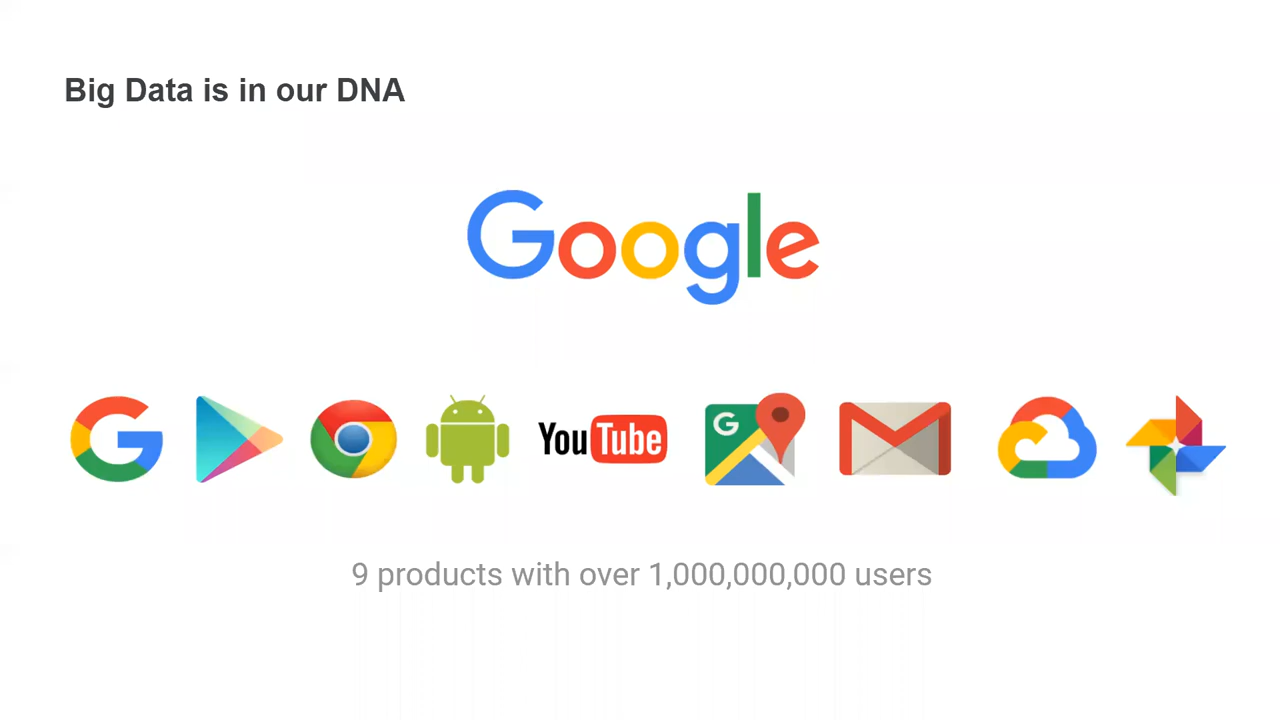 Big Data is in our DNA
Google
G
YouTube
G
9 products with over 1,000,000,000 users